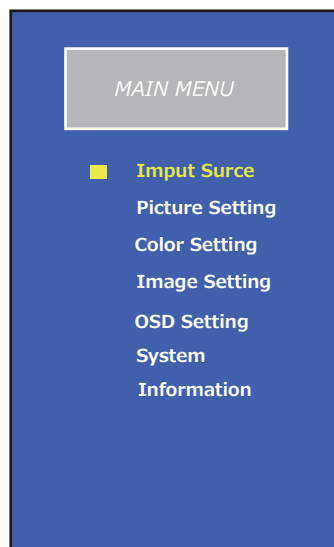 MAIN MENU
Imput Surce
Picture Setting
Color Setting
Image Setting
OSD Setting
System
Information